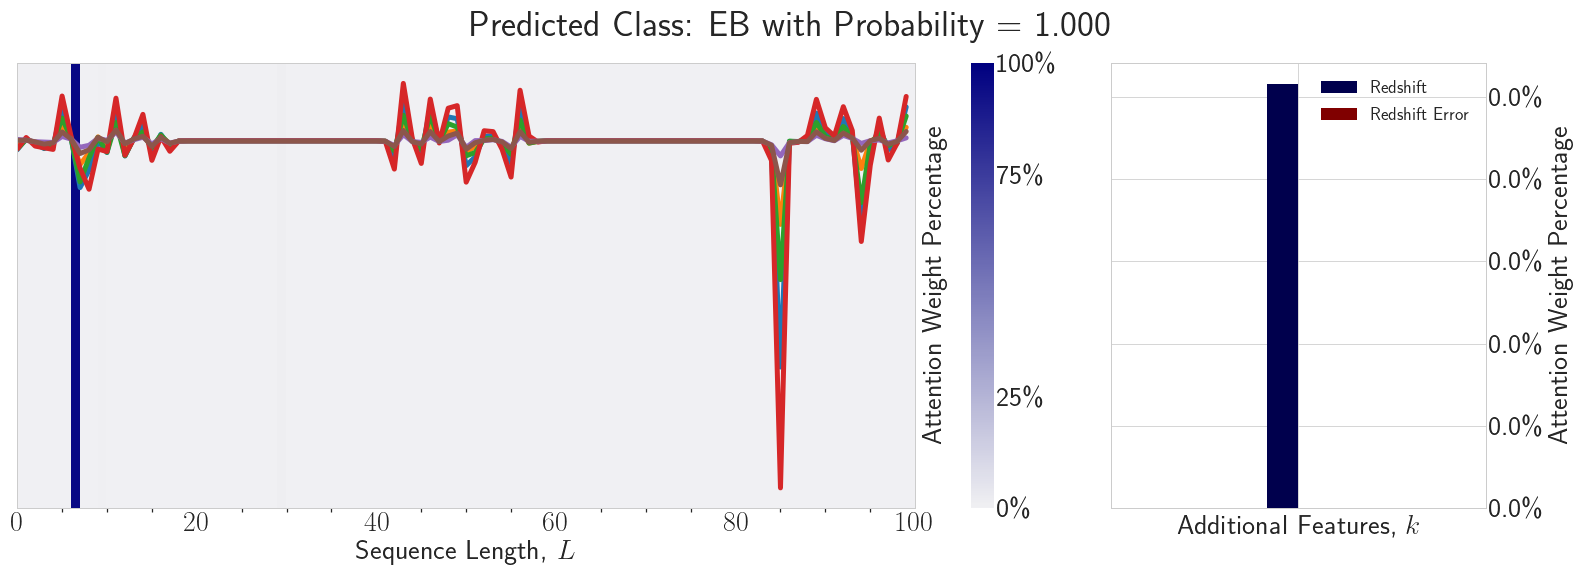 Predicted Class: EB with Probability = 1.000
0
20
40
60
80
100
Sequence Length, L
100%
75%
25%
0%
Attention Weight Percentage
Redshift
Redshift Error
0.0%
0.0%
0.0%
0.0%
0.0%
0.0%
Attention Weight Percentage
Additional Features, k